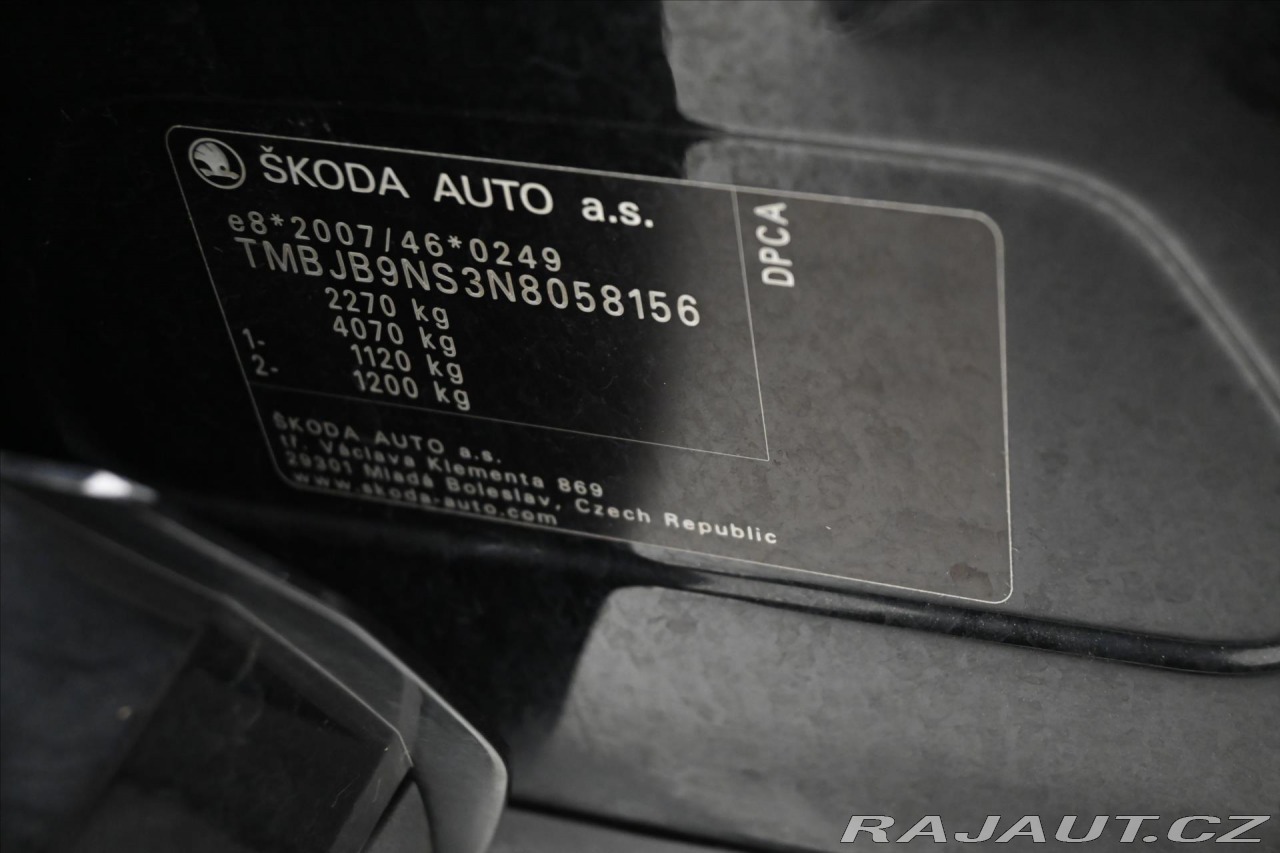 ŠKODA AUTO a.s.
e8*2007/46*0249
TMBJB9NS3N8058156
2270 kg
4070 kg
1- 1120 kg
2- 1200 kg
DPCA
ŠKODA AUTO a.s.
tř. Václava Klementa 869
29301 Mladá Boleslav, Czech Republic
www.skoda-auto.com
RAJAUT.CZ